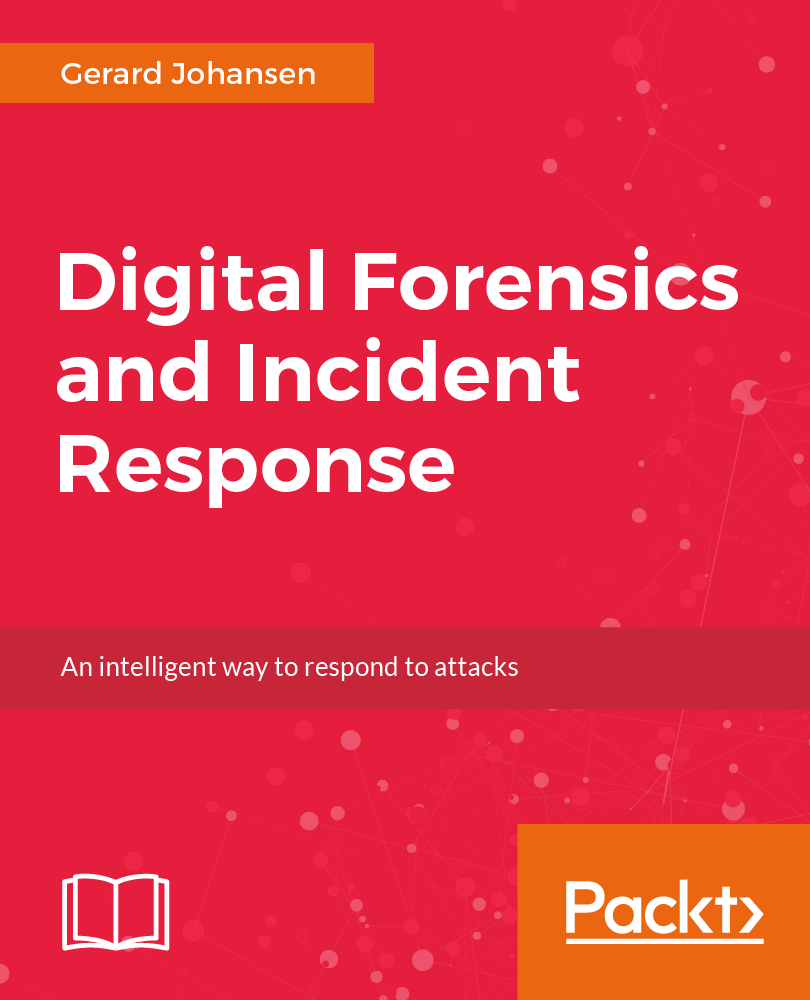 Gerard Johansen
Digital Forensics
and Incident
Response
An intelligent way to respond to attacks
Packt>